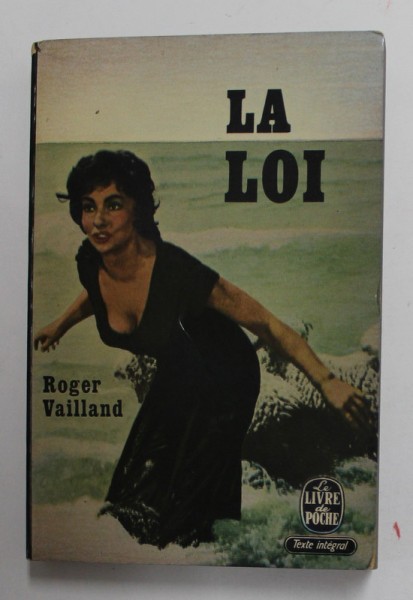 LA
LOI
Roger
Vailland
Le
LIVRE
de
POCHE
Texte intégral